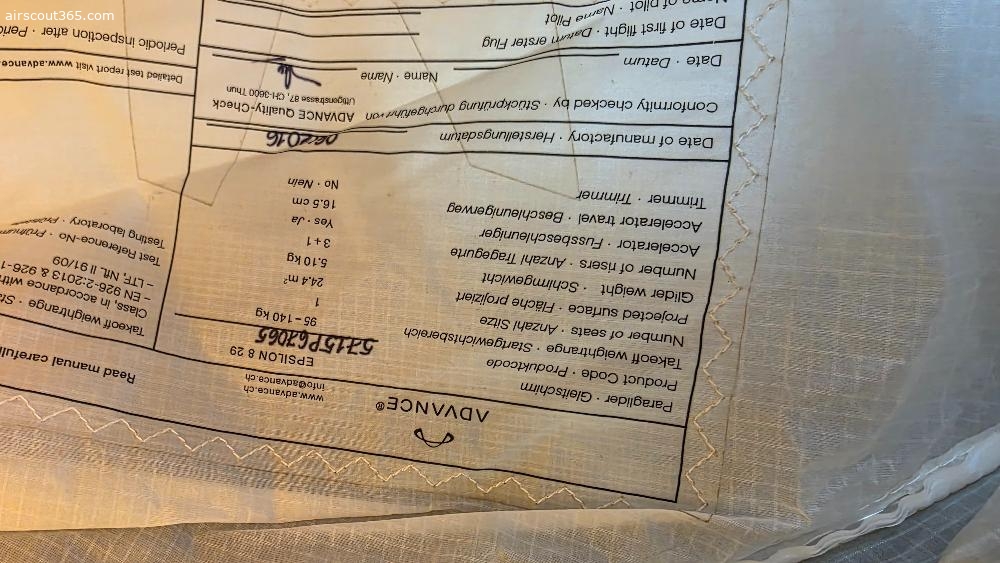 airscout365.com
ADVANCE®
www.advance.ch
info@advance.ch
Paraglider · Gleitschirm EPSILON 8 29
Product Code · Produktcode 5715P67065
Takeoff weightrange · Startgewichtsbereich 95 – 140 kg
Number of seats · Anzahl Sitze 1
Projected surface · Fläche projiziert 24,4 m²
Glider weight · Schirmgewicht 5.10 kg
Number of risers · Anzahl Tragegurte 3 + 1
Accelerator · Fussbeschleuniger Yes · Ja
Accelerator travel · Beschleunigerweg 16.5 cm
Trimmer · Trimmer No · Nein
Date of manufactory · Herstellungsdatum 2016
Conformity checked by · Stückprüfung durchgeführt von ADVANCE Quality-Check
Uttigenstrasse 87, CH-3600 Thun
Date · Datum Name · Name
Date of first flight · Datum erster Flug
Name of pilot · Name Pilot
Read manual carefull
Takeoff weightrange · Sta
Class, in accordance with
– EN 926-2:2013 & 926-1
– LTF, NfL II 91/09
Test Reference-No · Prüfnum
Testing laboratory ·
Detailed test report visit www.advance.
Periodic inspection after · Perio